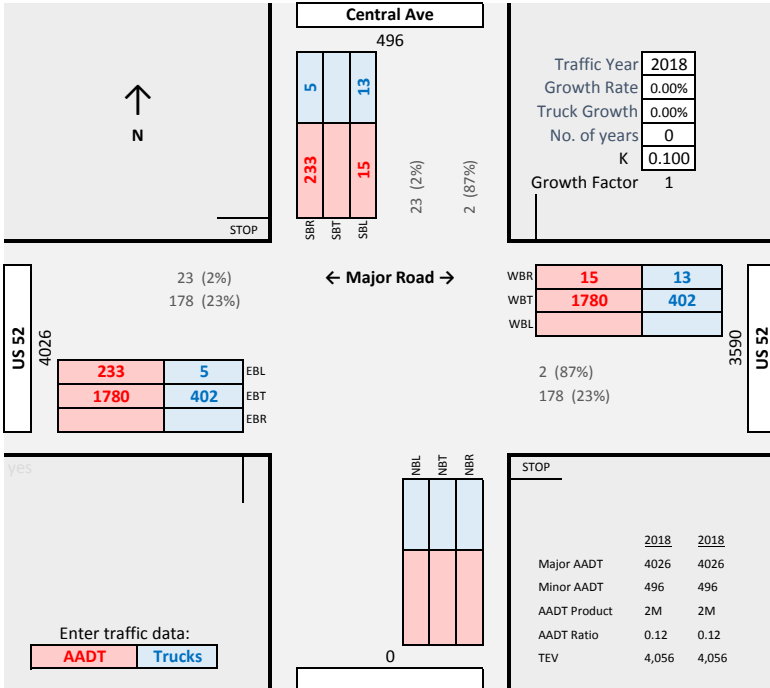 Central Ave
496
5 13
233 15
SBR SBT SBL
23 (2%)
2 (87%)
N
STOP
Traffic Year 2018
Growth Rate 0.00%
Truck Growth 0.00%
No. of years 0
K 0.100
Growth Factor 1
23 (2%)
178 (23%)
← Major Road →
WBR 15 13
WBT 1780 402
WBL
US 52
4026
233 5 EBL
1780 402 EBT
EBR
2 (87%)
178 (23%)
3590
US 52
yes
NBL NBT NBR
STOP
2018 2018
Major AADT 4026 4026
Minor AADT 496 496
AADT Product 2M 2M
AADT Ratio 0.12 0.12
TEV 4,056 4,056
Enter traffic data:
AADT Trucks
0